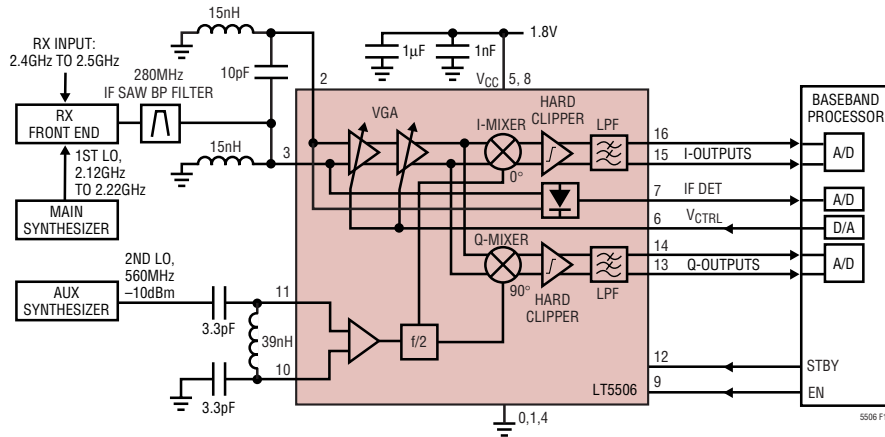 15nH
RX INPUT:
2.4GHz TO 2.5GHz
280MHz
IF SAW BP FILTER
10pF
RX
FRONT END
15nH
1ST LO,
2.12GHz
TO 2.22GHz
MAIN
SYNTHESIZER
2ND LO,
560MHz
–10dBm
AUX
SYNTHESIZER
3.3pF
39nH
3.3pF
1µF
1nF
1.8V
2
VCC
5, 8
3
11
10
VGA
I-MIXER
0°
HARD
CLIPPER
LPF
Q-MIXER
90°
HARD
CLIPPER
LPF
f/2
LT5506
0,1,4
16
15
I-OUTPUTS
7
IF DET
6
VCTRL
14
13
Q-OUTPUTS
12
9
BASEBAND
PROCESSOR
A/D
A/D
D/A
A/D
STBY
EN